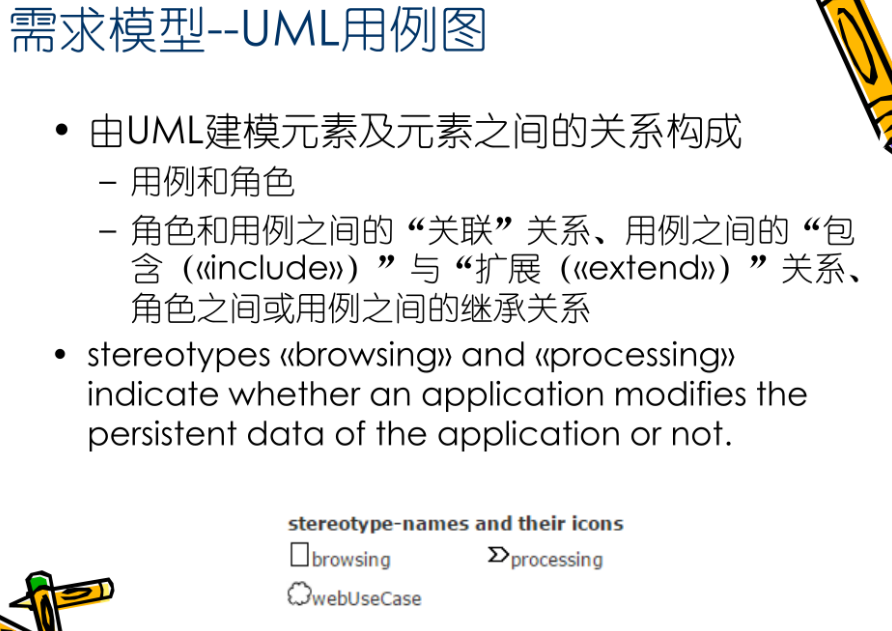 需求模型--UML用例图
• 由UML建模元素及元素之间的关系构成
– 用例和角色
– 角色和用例之间的“关联”关系、用例之间的“包
含（«include»）”与“扩展（«extend»）”关系、
角色之间或用例之间的继承关系
• stereotypes «browsing» and «processing»
indicate whether an application modifies the
persistent data of the application or not.
stereotype-names and their icons
browsing processing
webUseCase